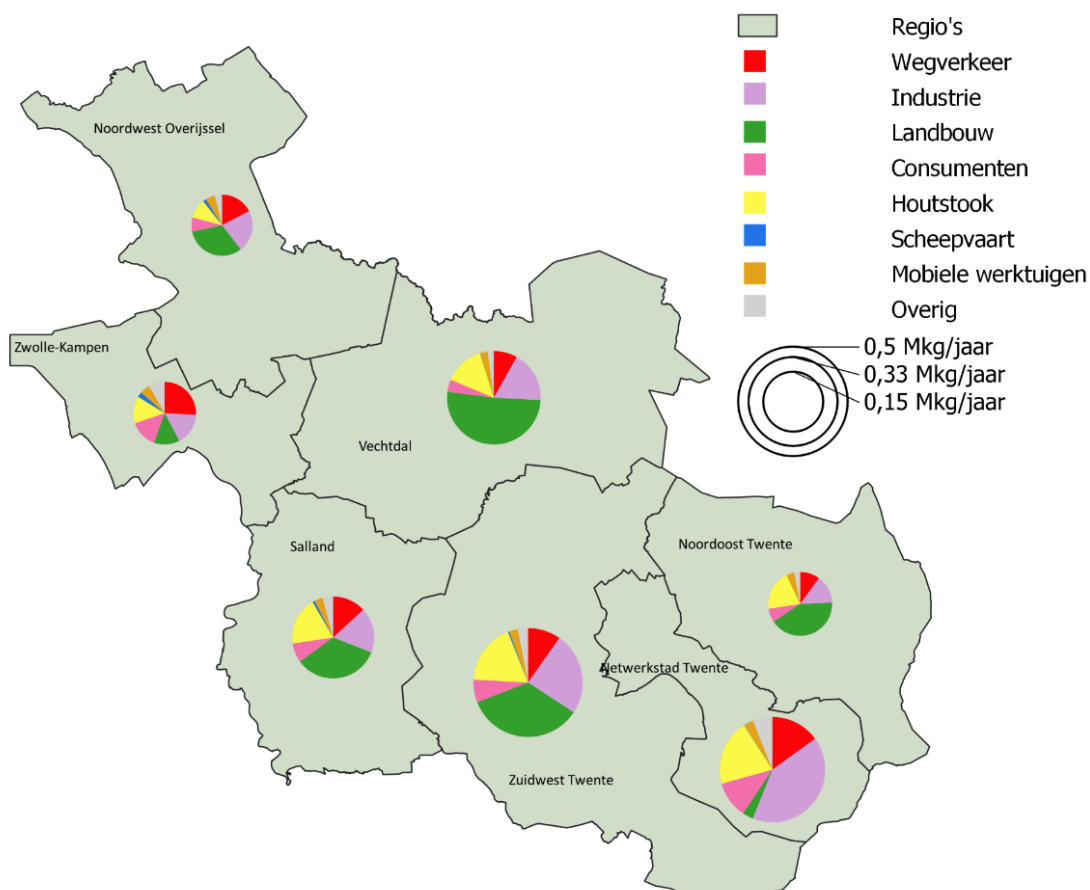 Regio's
Wegverkeer
Industrie
Landbouw
Consumenten
Houtstook
Scheepvaart
Mobiele werktuigen
Overig
0,5 Mkg/jaar
0,33 Mkg/jaar
0,15 Mkg/jaar
Noordwest Overijssel
Zwolle-Kampen
Vechtdal
Salland
Noordoost Twente
Netwerkstad Twente
Zuidwest Twente